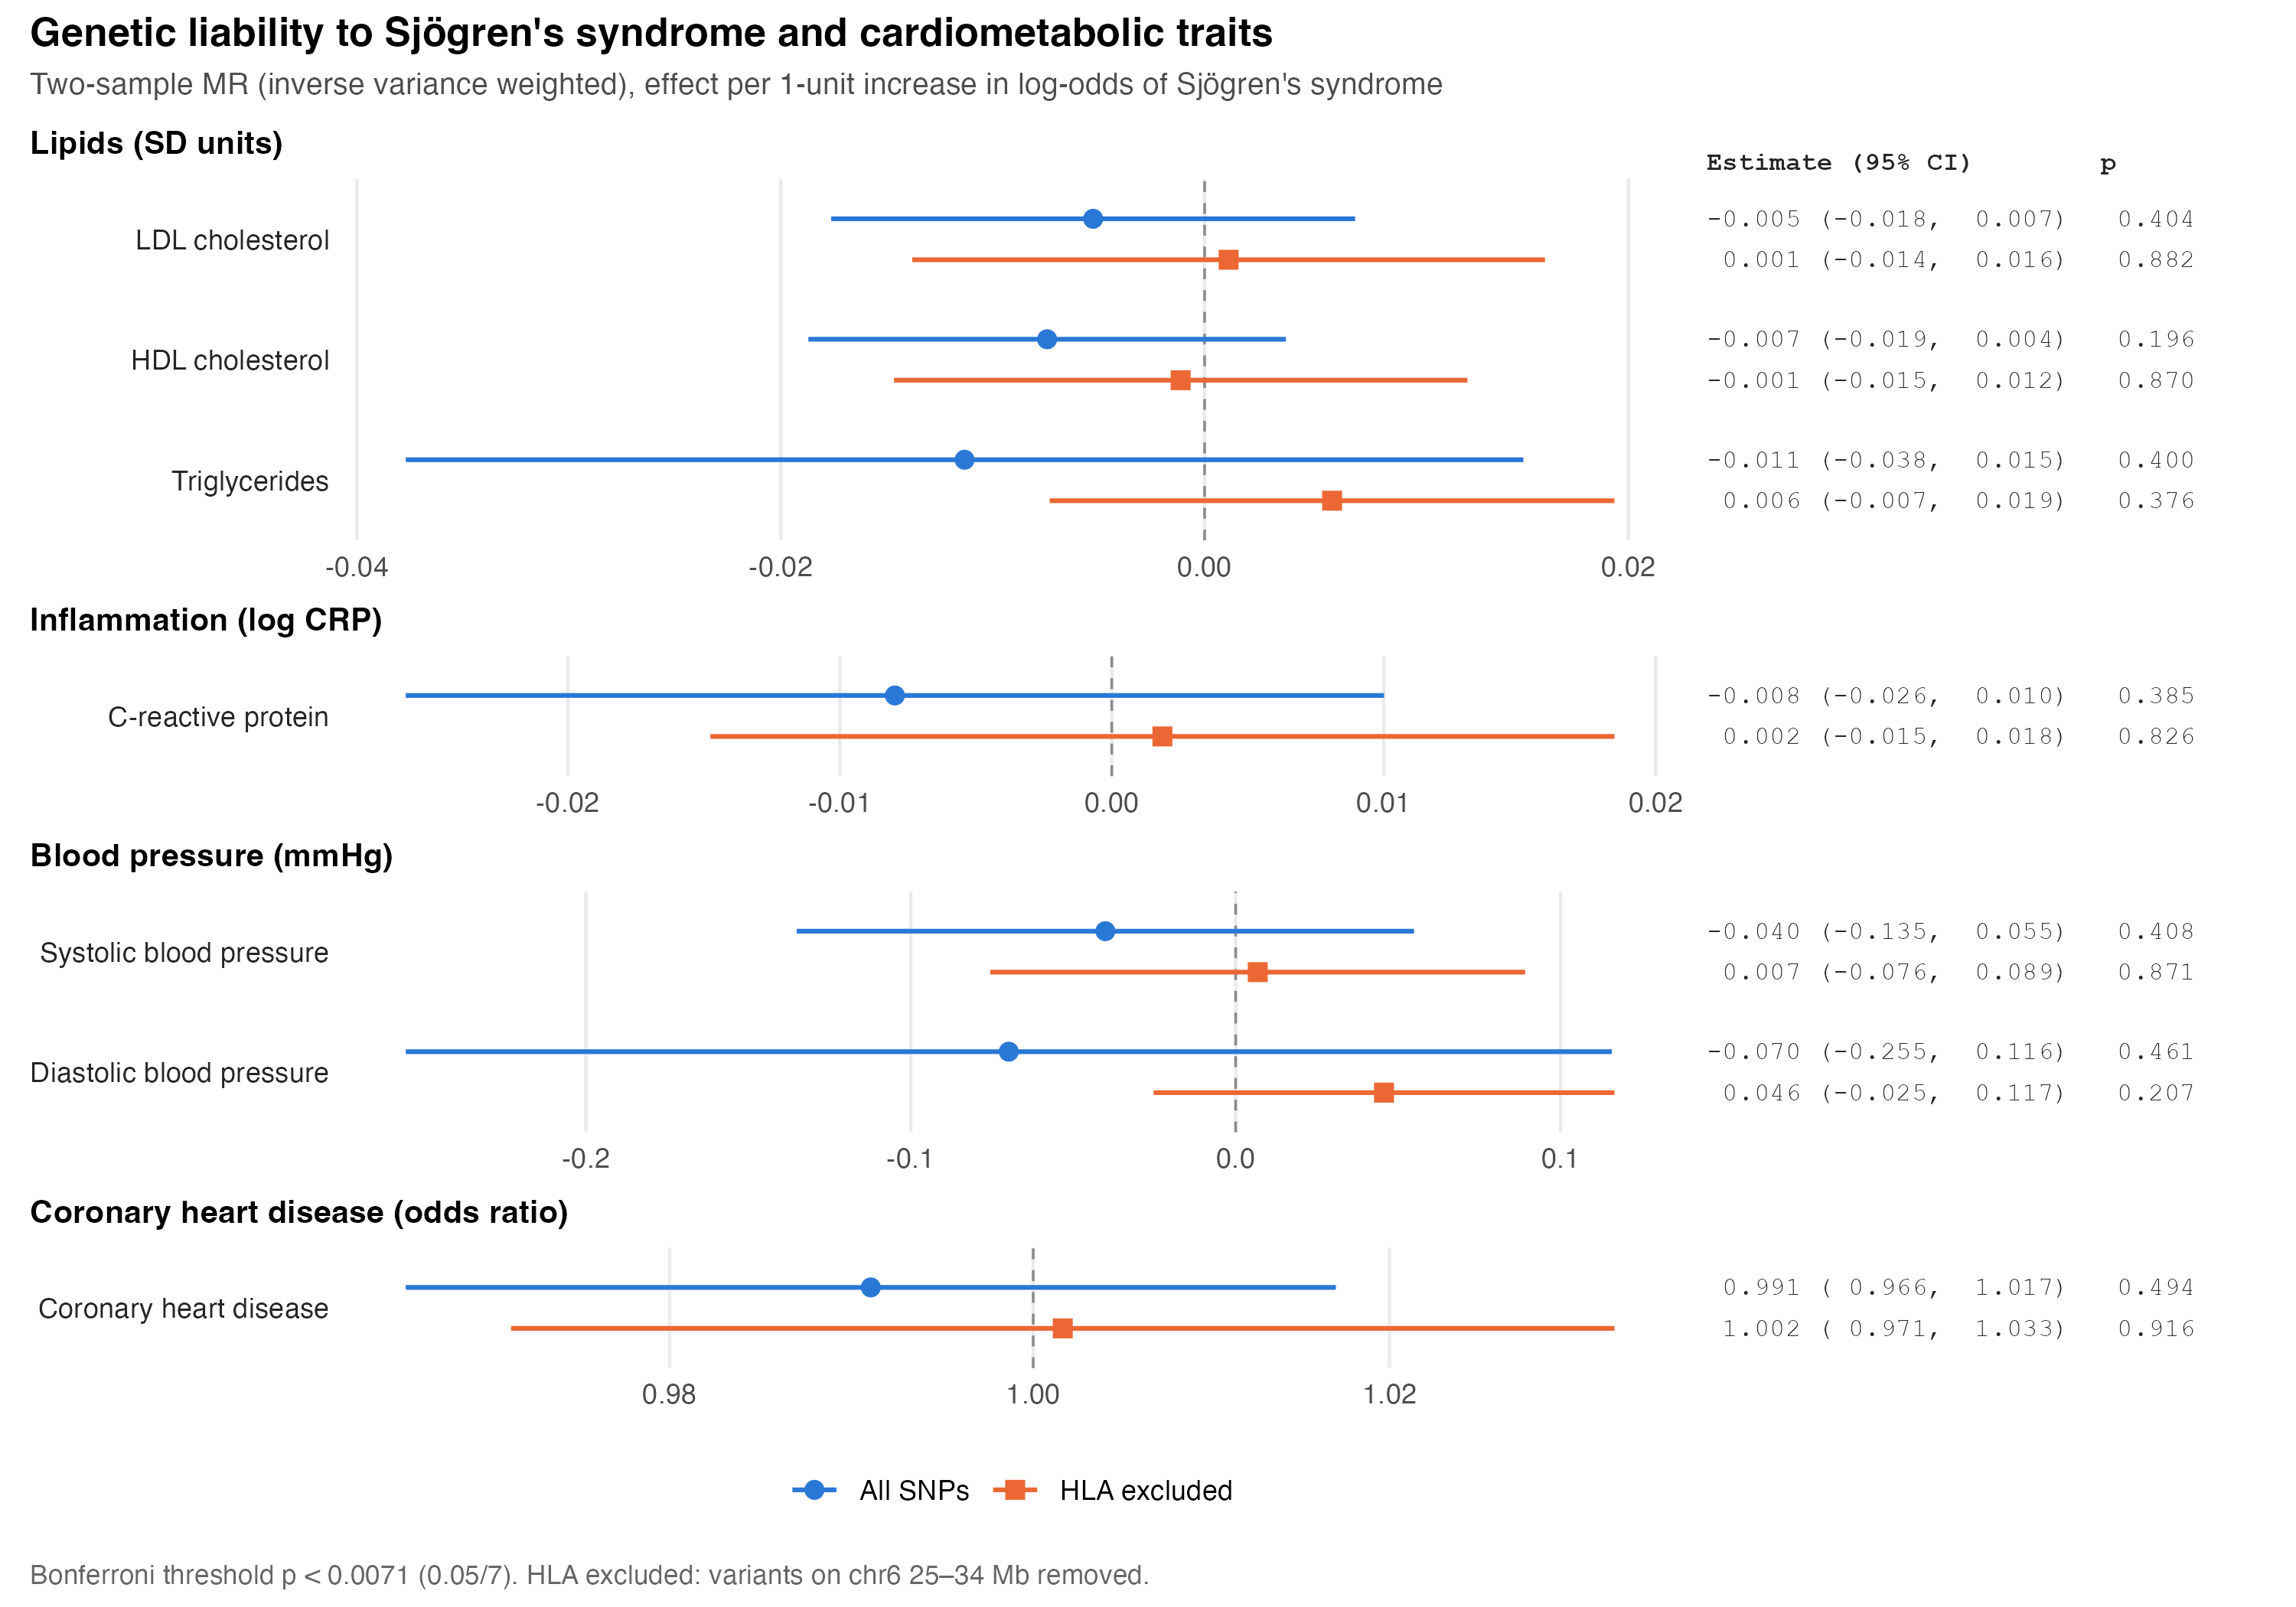 Genetic liability to Sjögren's syndrome and cardiometabolic traits
Two-sample MR (inverse variance weighted), effect per 1-unit increase in log-odds of Sjögren's syndrome
Lipids (SD units)
Estimate (95% CI) p
LDL cholesterol
-0.005 (-0.018, 0.007) 0.404
0.001 (-0.014, 0.016) 0.882
HDL cholesterol
-0.007 (-0.019, 0.004) 0.196
-0.001 (-0.015, 0.012) 0.870
Triglycerides
-0.011 (-0.038, 0.015) 0.400
0.006 (-0.007, 0.019) 0.376
-0.04 -0.02 0.00 0.02
Inflammation (log CRP)
C-reactive protein
-0.008 (-0.026, 0.010) 0.385
0.002 (-0.015, 0.018) 0.826
-0.02 -0.01 0.00 0.01 0.02
Blood pressure (mmHg)
Systolic blood pressure
-0.040 (-0.135, 0.055) 0.408
0.007 (-0.076, 0.089) 0.871
Diastolic blood pressure
-0.070 (-0.255, 0.116) 0.461
0.046 (-0.025, 0.117) 0.207
-0.2 -0.1 0.0 0.1
Coronary heart disease (odds ratio)
Coronary heart disease
0.991 ( 0.966, 1.017) 0.494
1.002 ( 0.971, 1.033) 0.916
0.98 1.00 1.02
All SNPs HLA excluded
Bonferroni threshold p < 0.0071 (0.05/7). HLA excluded: variants on chr6 25–34 Mb removed.